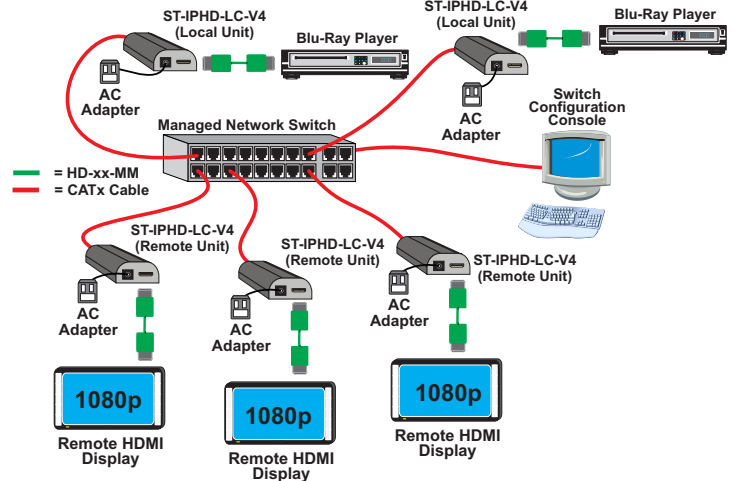 ST-IPHD-LC-V4
(Local Unit)
Blu-Ray Player
ST-IPHD-LC-V4
(Local Unit)
Blu-Ray Player
AC
Adapter
AC
Adapter
Switch
Configuration
Console
Managed Network Switch
= HD-xx-MM
= CATx Cable
ST-IPHD-LC-V4
(Remote Unit)
ST-IPHD-LC-V4
(Remote Unit)
ST-IPHD-LC-V4
(Remote Unit)
AC
Adapter
AC
Adapter
AC
Adapter
1080p
1080p
1080p
Remote HDMI
Display
Remote HDMI
Display
Remote HDMI
Display